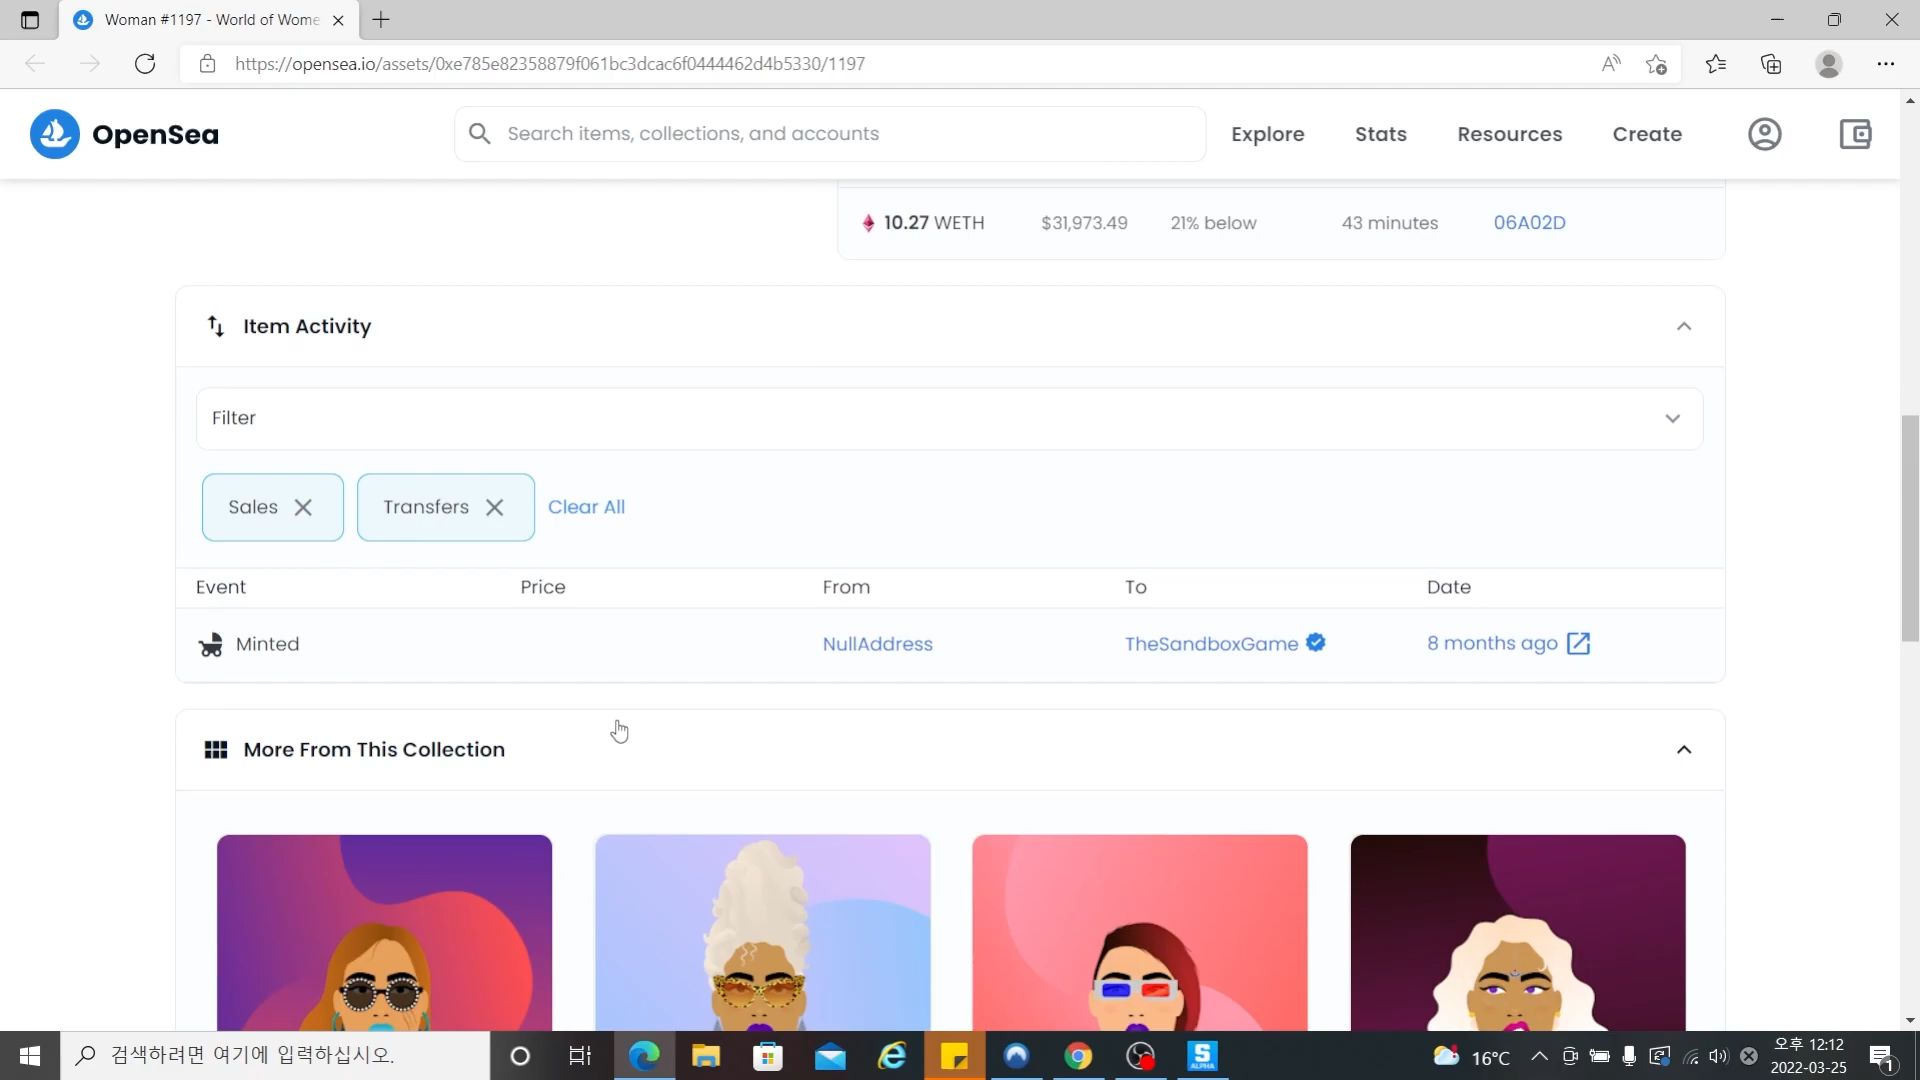 Woman #1197 - World of Wome
https://opensea.io/assets/0xe785e82358879f061bc3dcac6f0444462d4b5330/1197
OpenSea
Search items, collections, and accounts
Explore
Stats
Resources
Create
10.27 WETH $31,973.49 21% below 43 minutes 06A02D
Item Activity
Filter
Sales Transfers Clear All
Event Price From To Date
Minted NullAddress TheSandboxGame 8 months ago
More From This Collection
검색하려면 여기에 입력하십시오.
S
ALPHA
16°C
오후 12:12
2022-03-25
1